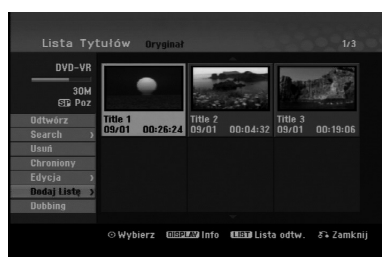 Lista Tytułów Oryginał 1/3
DVD-VR
30M
SP Poz
Odtwórz
Search
Usuń
Chroniony
Edycja
Dodaj Listę
Dubbing
Title 1
09/01 00:26:24
Title 2
09/01 00:04:32
Title 3
09/01 00:19:06
Wybierz DISPLAY Info LIST Lista odtw. Zamknij